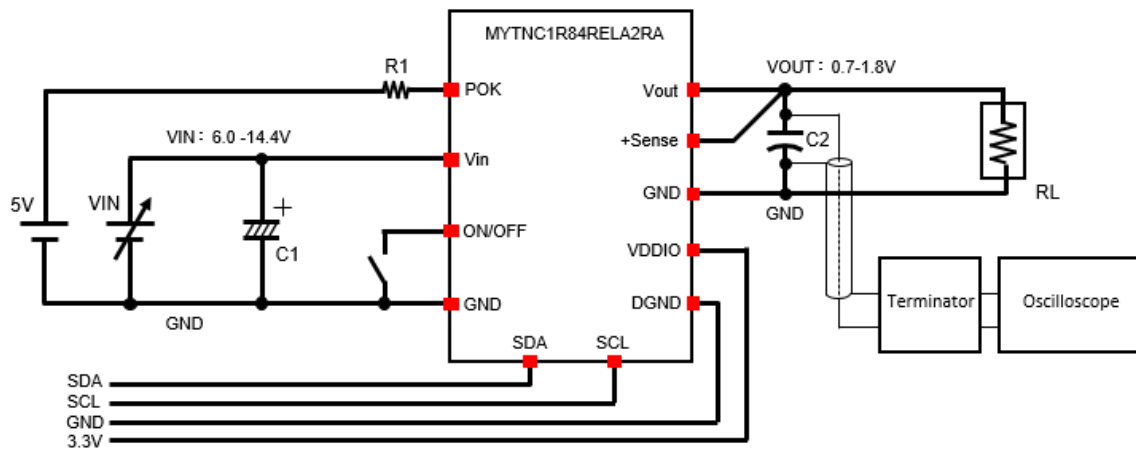 MYTNC1R84RELA2RA
R1
POK
Vout
VOUT : 0.7-1.8V
VIN : 6.0 -14.4V
+Sense
C2
Vin
5V
VIN
+
C1
GND
GND
RL
ON/OFF
VDDIO
GND
GND
DGND
Terminator
Oscilloscope
SDA
SCL
SDA
SCL
GND
3.3V